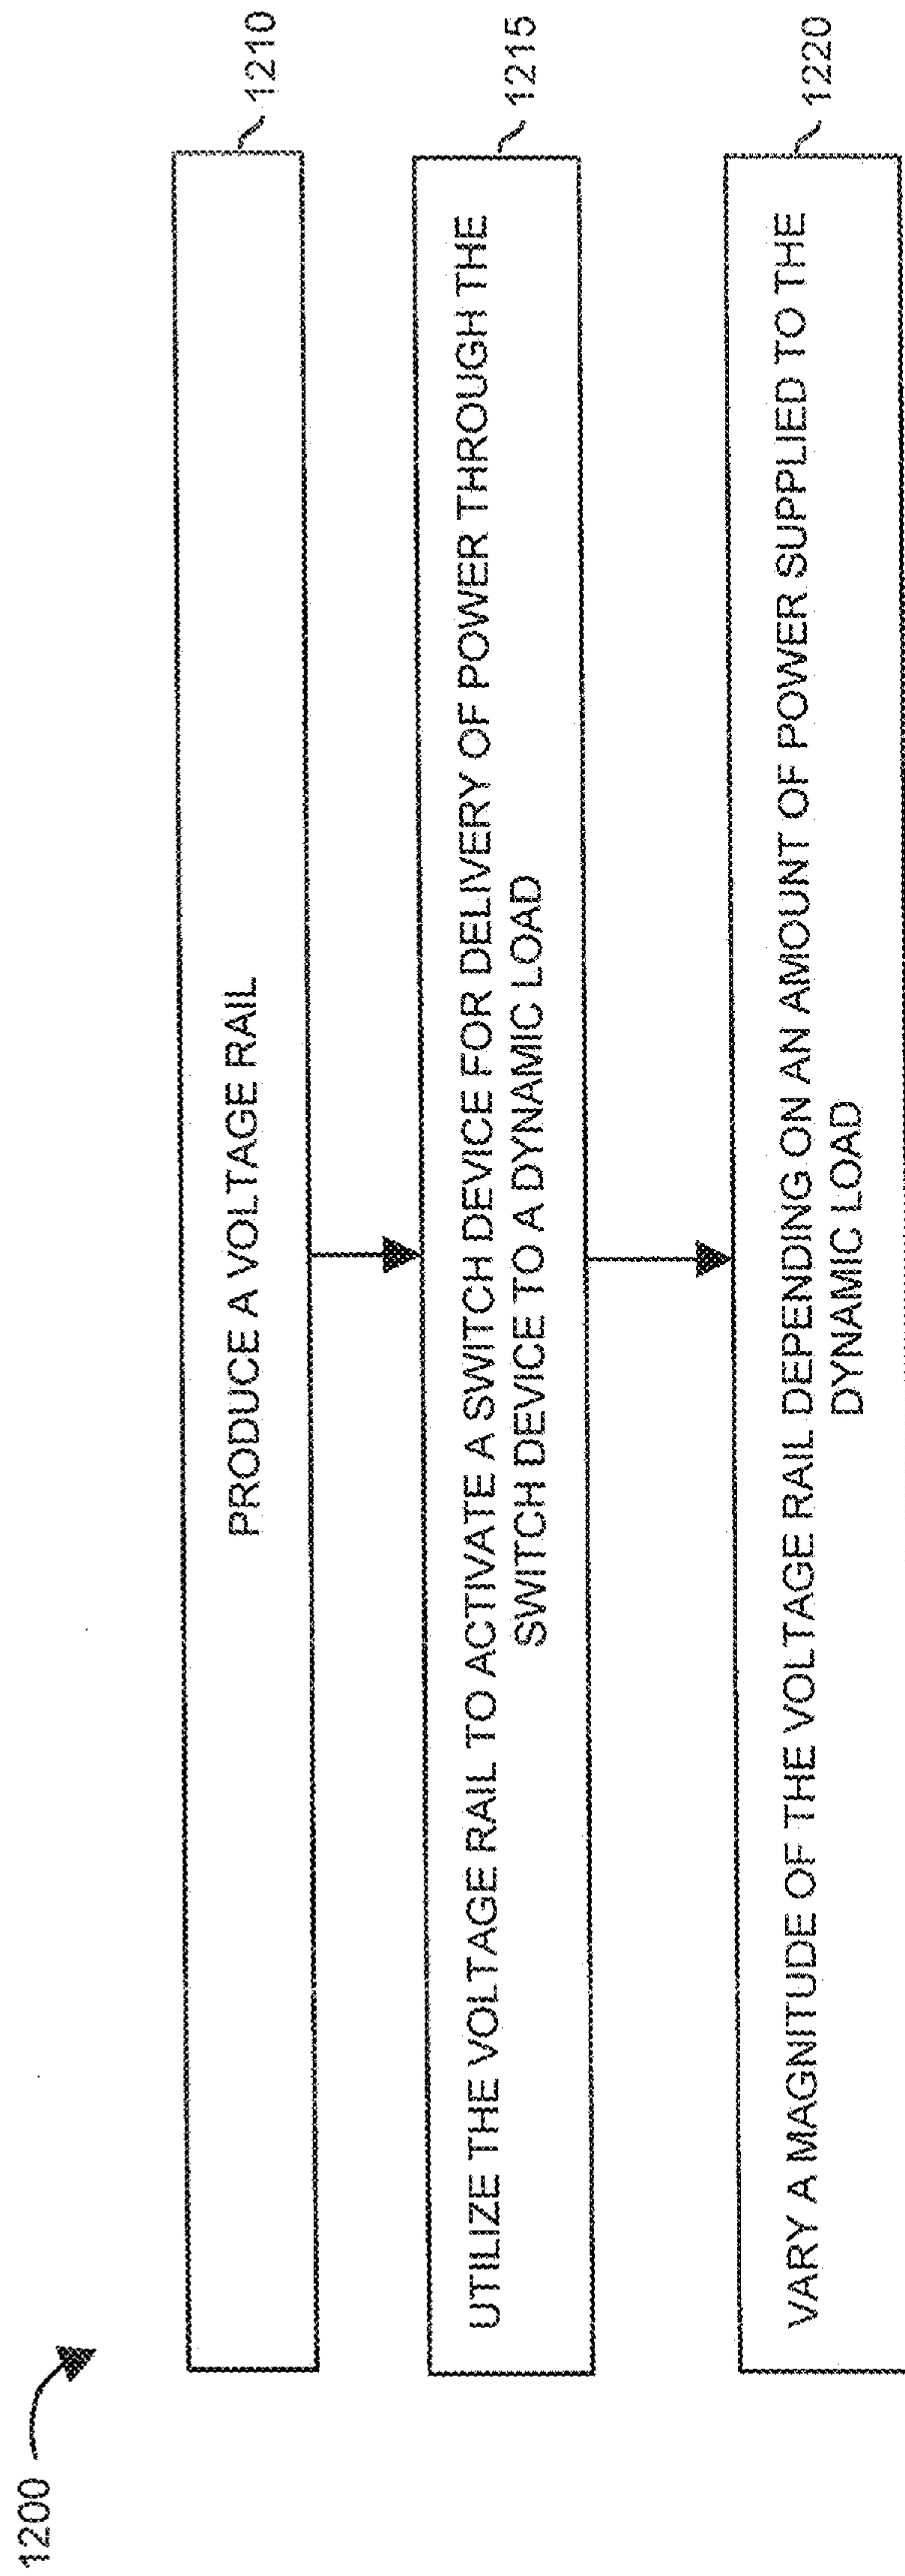 1200
PRODUCE A VOLTAGE RAIL
1210
UTILIZE THE VOLTAGE RAIL TO ACTIVATE A SWITCH DEVICE FOR DELIVERY OF POWER THROUGH THE
SWITCH DEVICE TO A DYNAMIC LOAD
1215
VARY A MAGNITUDE OF THE VOLTAGE RAIL DEPENDING ON AN AMOUNT OF POWER SUPPLIED TO THE
DYNAMIC LOAD
1220